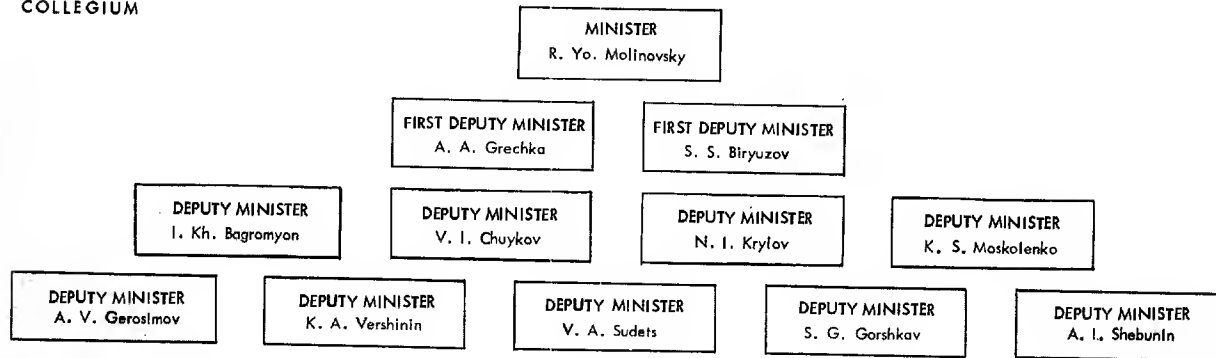 COLLEGIUM
MINISTER
R. Yo. Molinovsky
FIRST DEPUTY MINISTER
A. A. Grechka
FIRST DEPUTY MINISTER
S. S. Biryuzov
DEPUTY MINISTER
I. Kh. Bagromyon
DEPUTY MINISTER
V. I. Chuykov
DEPUTY MINISTER
N. I. Krylov
DEPUTY MINISTER
K. S. Moskolenko
DEPUTY MINISTER
A. V. Gerosimov
DEPUTY MINISTER
K. A. Vershinin
DEPUTY MINISTER
V. A. Sudets
DEPUTY MINISTER
S. G. Gorshkav
DEPUTY MINISTER
A. I. Shebunin